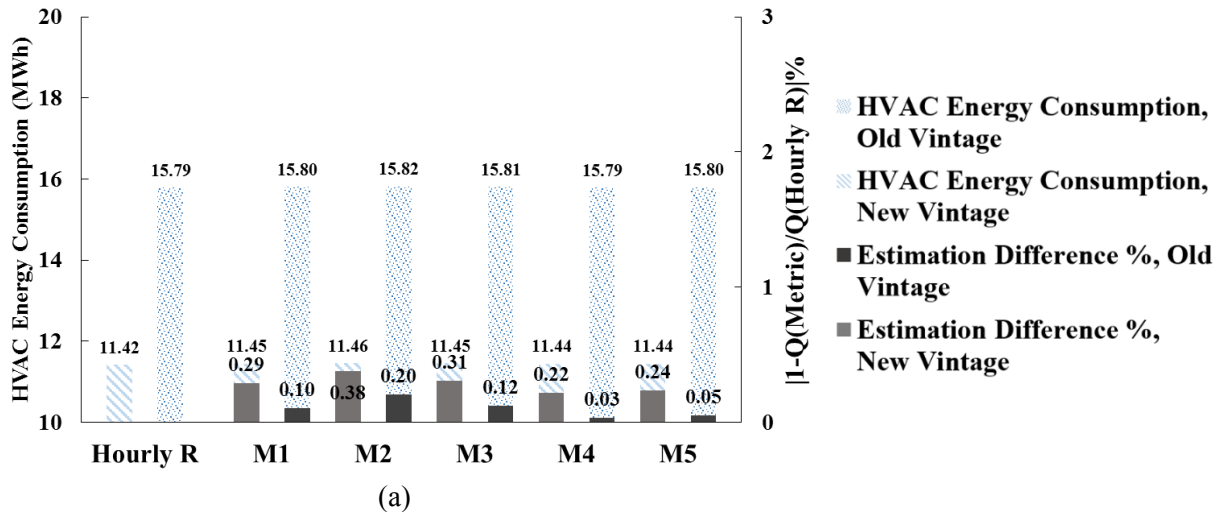 20
18
16
14
12
10
HVAC Energy Consumption (MWh)
15.79
15.80
15.82
15.81
15.79
15.80
11.42
11.45
11.46
11.45
11.44
11.44
0.29
0.10
0.38
0.20
0.31
0.12
0.22
0.03
0.24
0.05
Hourly R
M1
M2
M3
M4
M5
3
2
1
0
|1-Q(Metric)/Q(Hourly R)|%
HVAC Energy Consumption,
Old Vintage
HVAC Energy Consumption,
New Vintage
Estimation Difference %, Old
Vintage
Estimation Difference %,
New Vintage
(a)